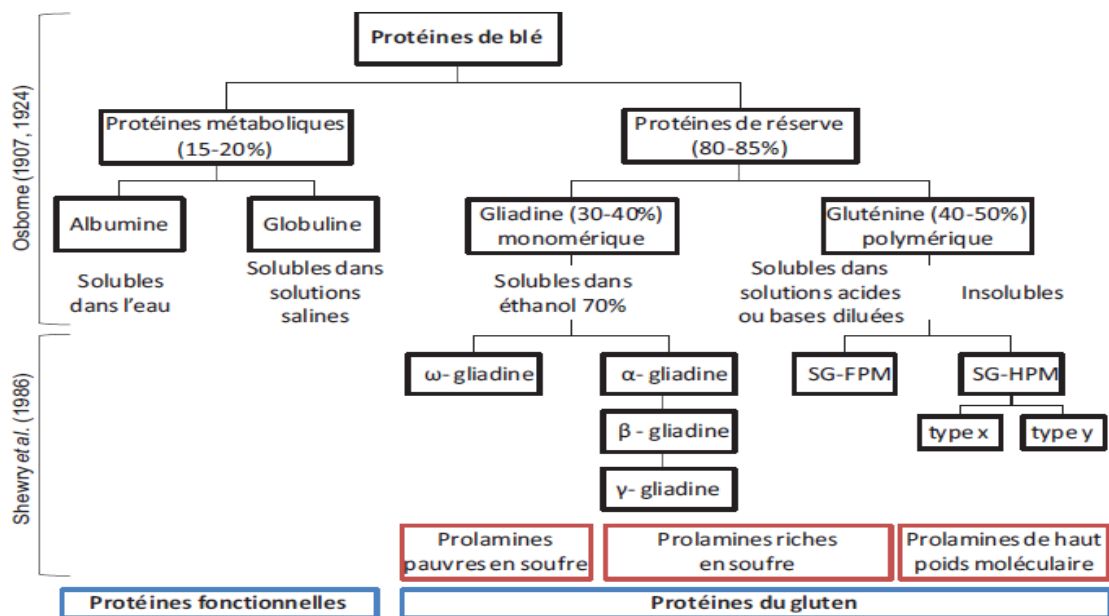 Protéines de blé
Protéines métaboliques
(15-20%)
Protéines de réserve
(80-85%)
Albumine
Globuline
Gliadine (30-40%)
monomérique
Gluténine (40-50%)
polymérique
Solubles
dans l'eau
Solubles dans
solutions
salines
Solubles dans
éthanol 70%
Solubles dans
solutions acides
ou bases diluées
Insolubles
Osborne (1907, 1924)
ω- gliadine
α- gliadine
β - gliadine
γ- gliadine
SG-FPM
SG-HPM
type x
type y
Shewry et al. (1986)
Prolamines
pauvres en soufre
Prolamines riches
en soufre
Prolamines de haut
poids moléculaire
Protéines fonctionnelles
Protéines du gluten